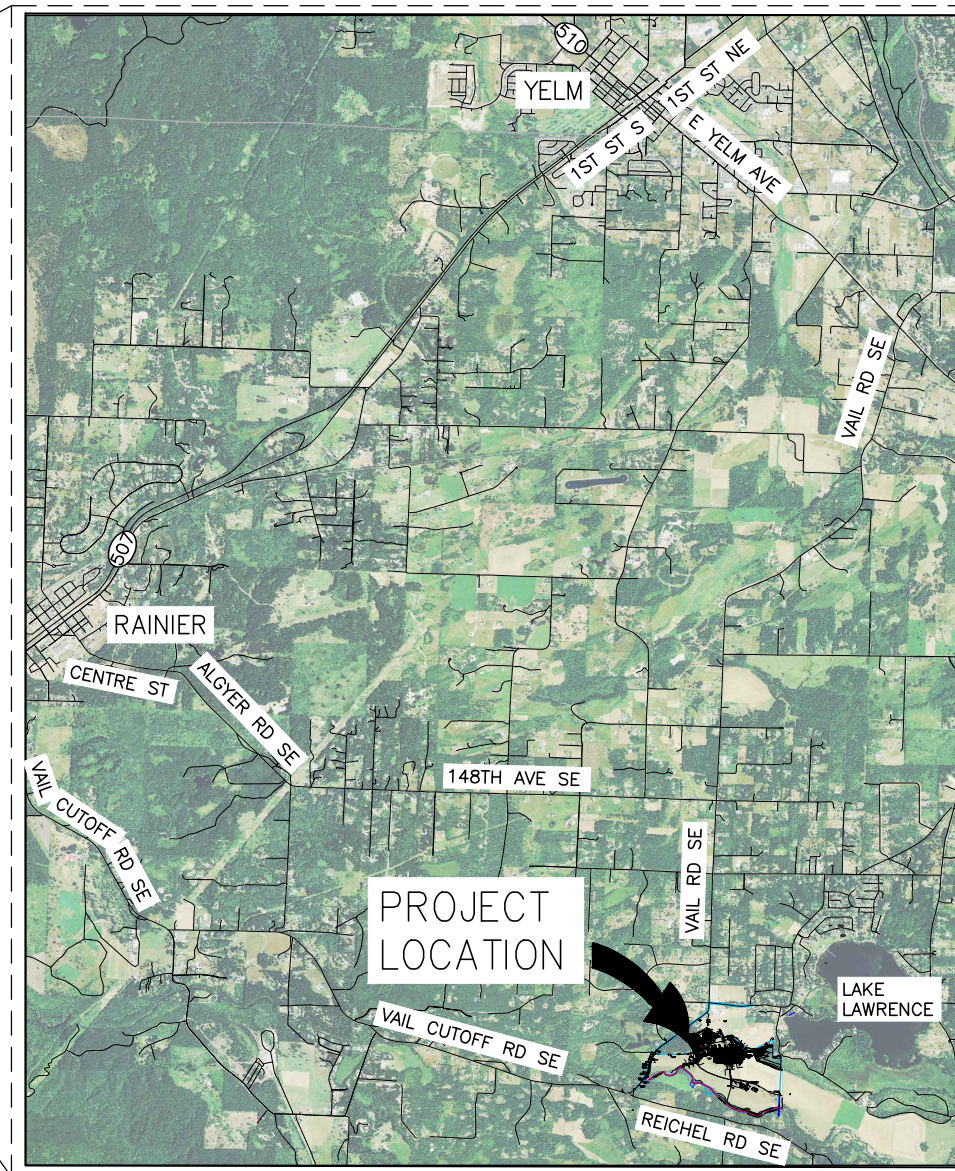 510
YELM
1ST ST NE
1ST ST S
E YELM AVE
VAIL RD SE
507
RAINIER
CENTRE ST
ALGYER RD SE
148TH AVE SE
VAIL CUTOFF RD SE
VAIL RD SE
PROJECT
LOCATION
LAKE
LAWRENCE
VAIL CUTOFF RD SE
REICHEL RD SE